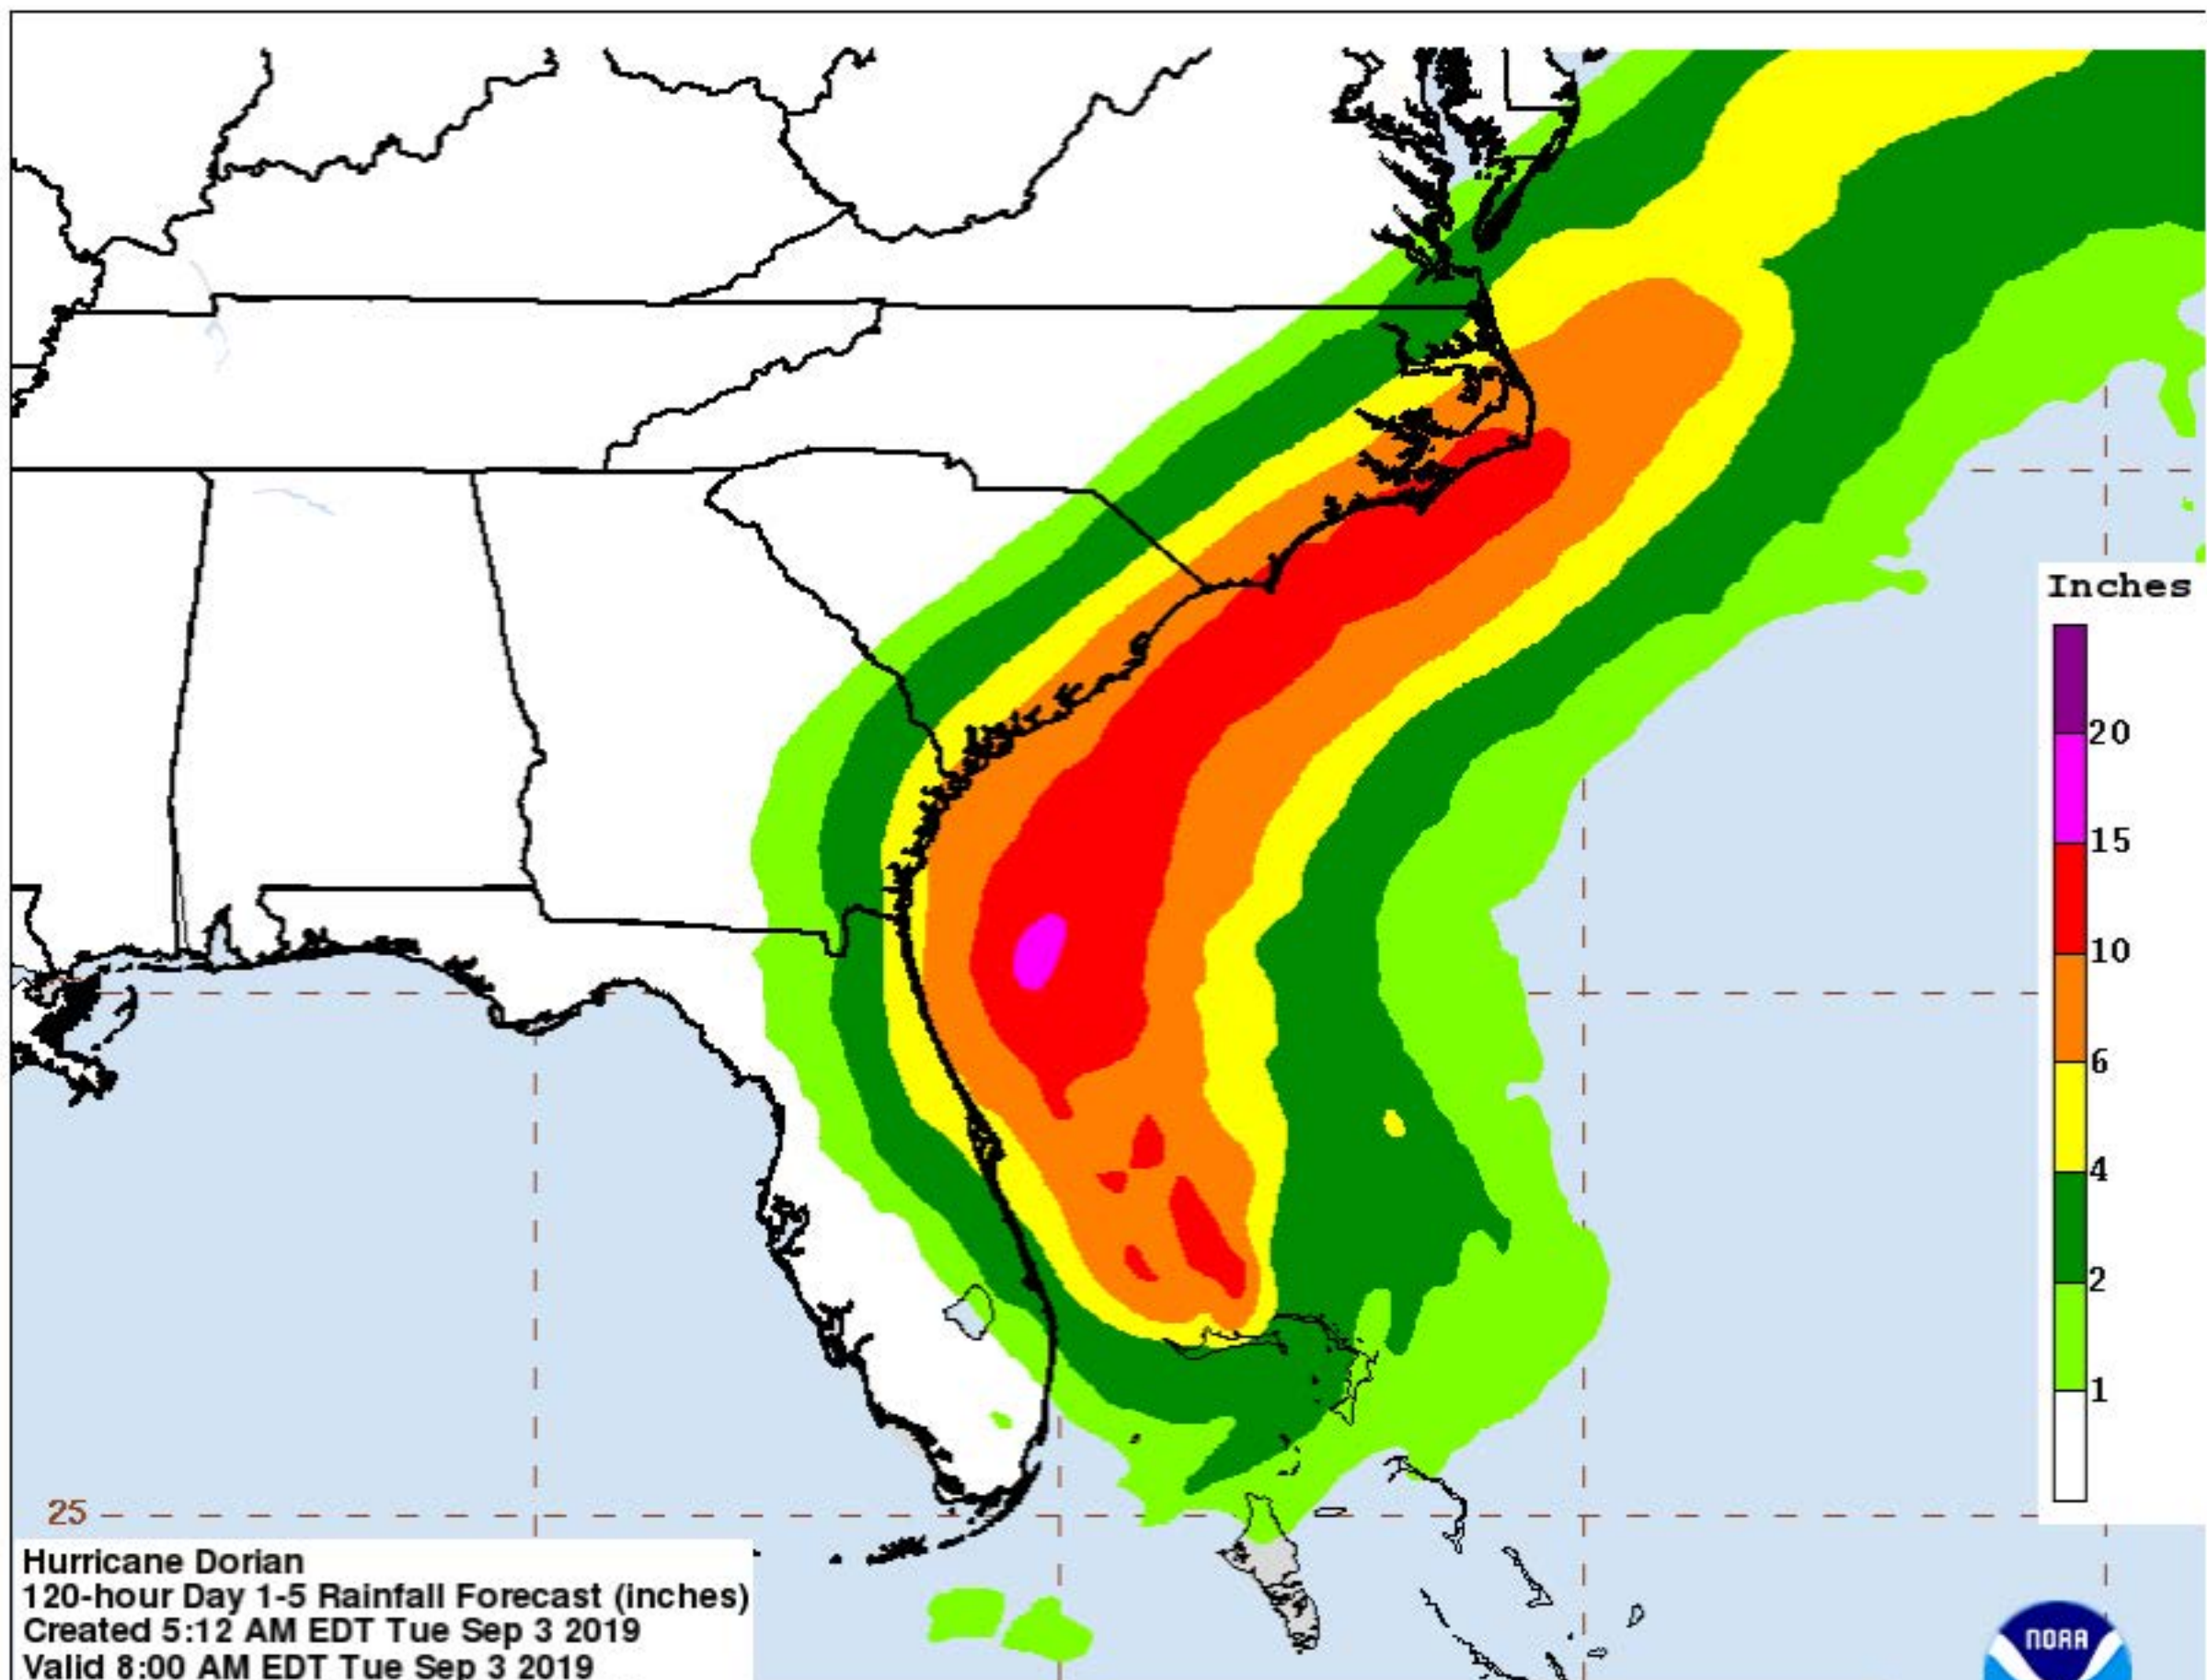 Inches
20
15
10
6
4
2
1
25
Hurricane Dorian
120-hour Day 1-5 Rainfall Forecast (inches)
Created 5:12 AM EDT Tue Sep 3 2019
Valid 8:00 AM EDT Tue Sep 3 2019
NOAA